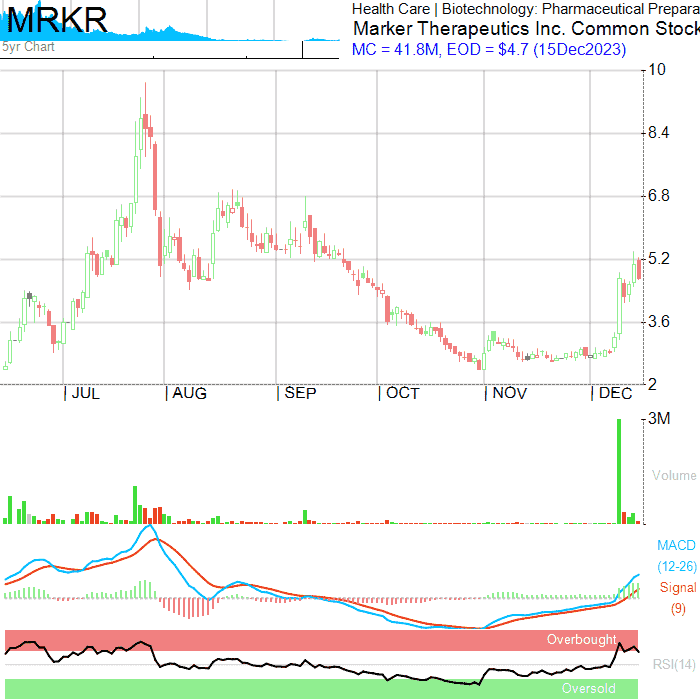 MRKR
5yr Chart
Health Care | Biotechnology: Pharmaceutical Prepara
Marker Therapeutics Inc. Common Stock
MC = 41.8M, EOD = $4.7 (15Dec2023)
10
8.4
6.8
5.2
3.6
2
| JUL | AUG | SEP | OCT | NOV | DEC
3M
Volume
MACD
(12-26)
Signal
(9)
Overbought
RSI(14)
Oversold